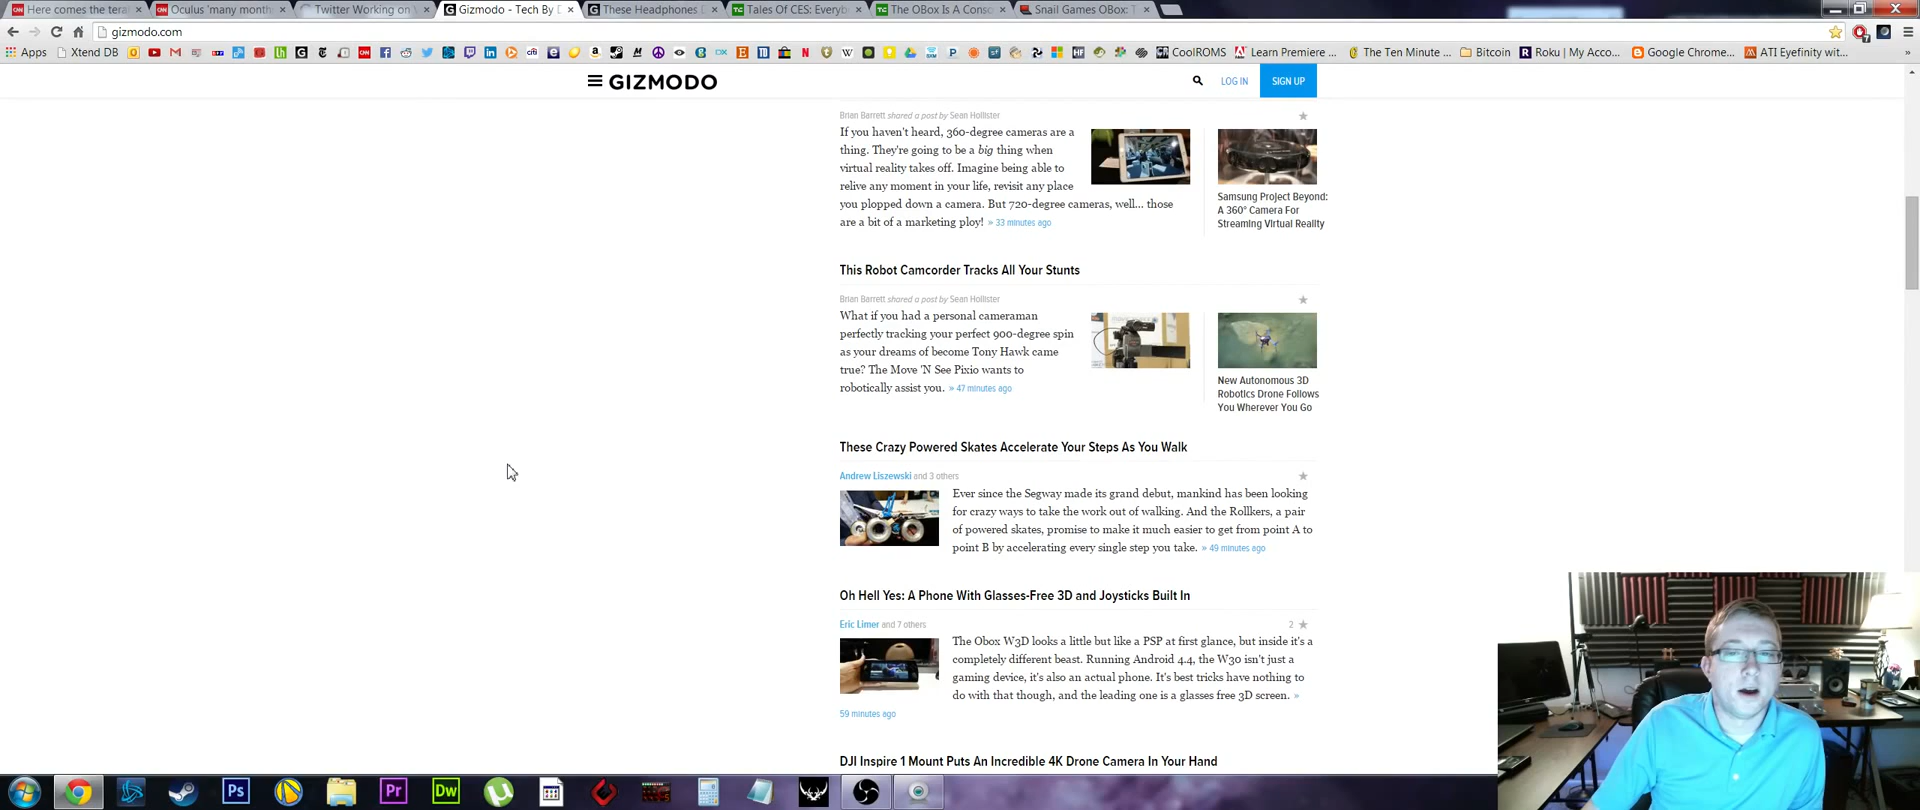 Here comes the tera
Oculus 'many month
Twitter Working on V
Gizmodo - Tech By D
These Headphones D
Tales Of CES: Everyb
The OBox Is A Conso
Snail Games OBox: T
gizmodo.com
Apps
Xtend DB
CoolROMS
Learn Premiere ...
The Ten Minute ...
Bitcoin
Roku | My Acco...
Google Chrome...
ATI Eyefinity wit...
GIZMODO
LOG IN
SIGN UP
Brian Barrett shared a post by Sean Hollister
If you haven't heard, 360-degree cameras are a
thing. They're going to be a big thing when
virtual reality takes off. Imagine being able to
relive any moment in your life, revisit any place
you plopped down a camera. But 720-degree cameras, well... those
are a bit of a marketing ploy! » 33 minutes ago
Samsung Project Beyond:
A 360° Camera For
Streaming Virtual Reality
This Robot Camcorder Tracks All Your Stunts
Brian Barrett shared a post by Sean Hollister
What if you had a personal cameraman
perfectly tracking your perfect 900-degree spin
as your dreams of become Tony Hawk came
true? The Move 'N See Pixio wants to
robotically assist you. » 47 minutes ago
New Autonomous 3D
Robotics Drone Follows
You Wherever You Go
These Crazy Powered Skates Accelerate Your Steps As You Walk
Andrew Liszewski and 3 others
Ever since the Segway made its grand debut, mankind has been looking
for crazy ways to take the work out of walking. And the Rollkers, a pair
of powered skates, promise to make it much easier to get from point A to
point B by accelerating every single step you take. » 49 minutes ago
Oh Hell Yes: A Phone With Glasses-Free 3D and Joysticks Built In
Eric Limer and 7 others
2
The Obox W3D looks a little but like a PSP at first glance, but inside it's a
completely different beast. Running Android 4.4, the W30 isn't just a
gaming device, it's also an actual phone. It's best tricks have nothing to
do with that though, and the leading one is a glasses free 3D screen. »
59 minutes ago
DJI Inspire 1 Mount Puts An Incredible 4K Drone Camera In Your Hand
Ps
Pr
Dw